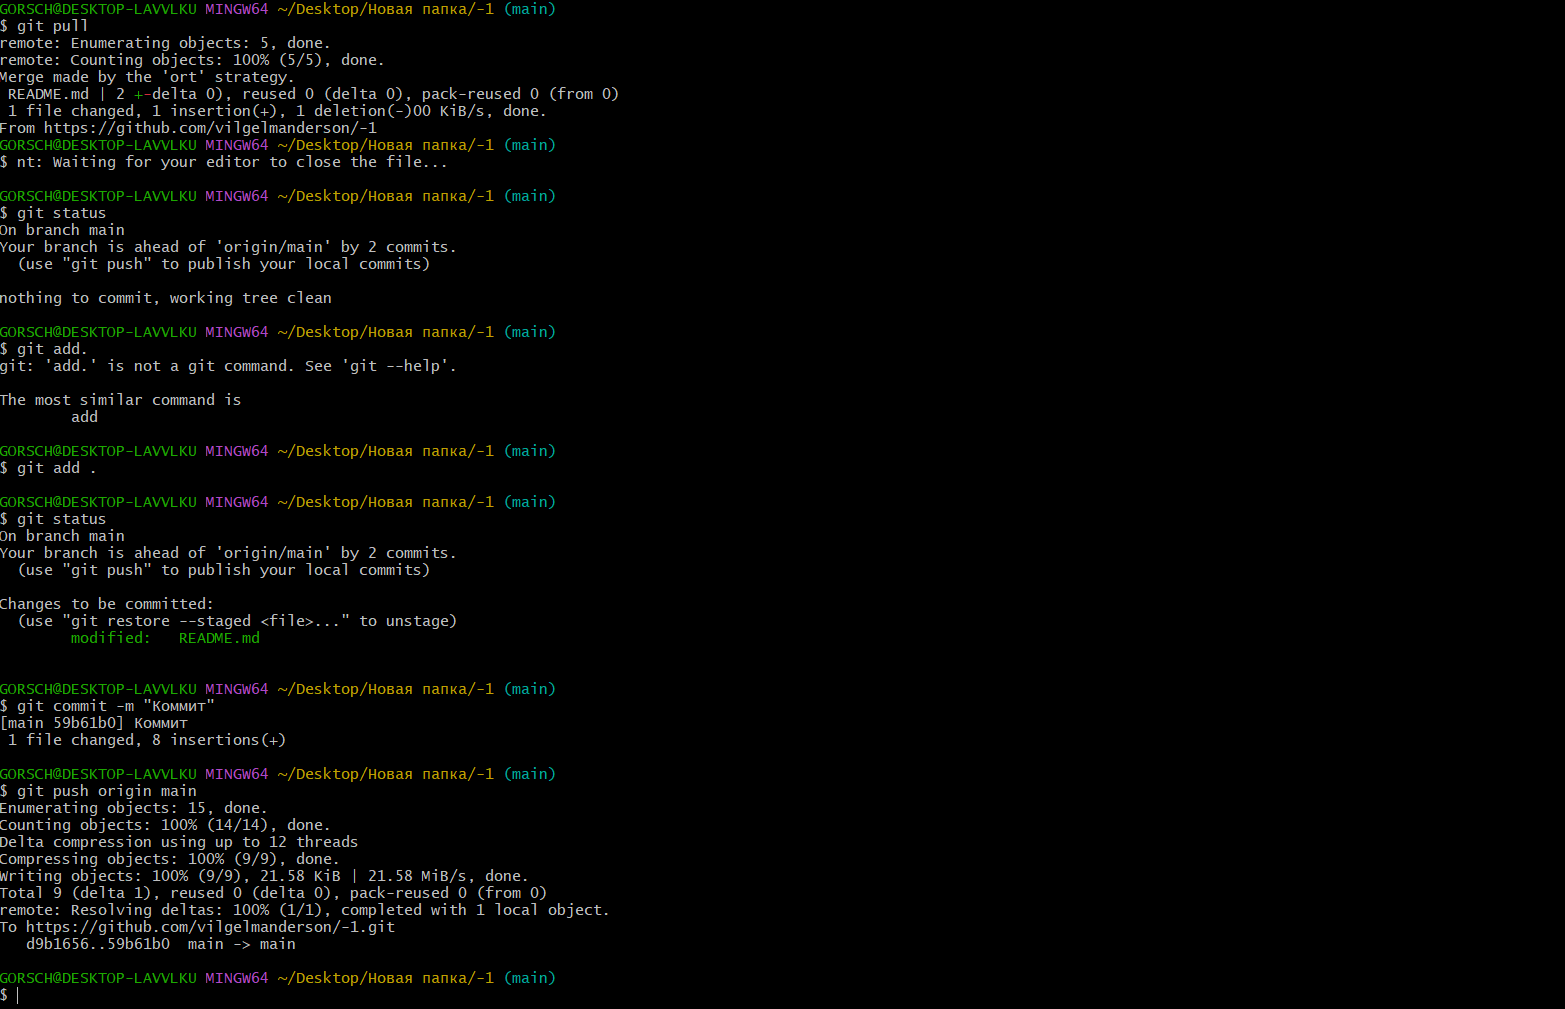 GORSCH@DESKTOP-LAVVLKU MINGW64 ~/Desktop/Новая папка/-1 (main)
$ git pull
remote: Enumerating objects: 5, done.
remote: Counting objects: 100% (5/5), done.
Merge made by the 'ort' strategy.
 README.md | 2 +-delta 0), reused 0 (delta 0), pack-reused 0 (from 0)
 1 file changed, 1 insertion(+), 1 deletion(-)00 KiB/s, done.
From https://github.com/vilgelmanderson/-1
GORSCH@DESKTOP-LAVVLKU MINGW64 ~/Desktop/Новая папка/-1 (main)
$ nt: Waiting for your editor to close the file...
GORSCH@DESKTOP-LAVVLKU MINGW64 ~/Desktop/Новая папка/-1 (main)
$ git status
On branch main
Your branch is ahead of 'origin/main' by 2 commits.
  (use "git push" to publish your local commits)
nothing to commit, working tree clean
GORSCH@DESKTOP-LAVVLKU MINGW64 ~/Desktop/Новая папка/-1 (main)
$ git add.
git: 'add.' is not a git command. See 'git --help'.
The most similar command is
        add
GORSCH@DESKTOP-LAVVLKU MINGW64 ~/Desktop/Новая папка/-1 (main)
$ git add .
GORSCH@DESKTOP-LAVVLKU MINGW64 ~/Desktop/Новая папка/-1 (main)
$ git status
On branch main
Your branch is ahead of 'origin/main' by 2 commits.
  (use "git push" to publish your local commits)
Changes to be committed:
  (use "git restore --staged <file>..." to unstage)
        modified:   README.md
GORSCH@DESKTOP-LAVVLKU MINGW64 ~/Desktop/Новая папка/-1 (main)
$ git commit -m "Коммит"
[main 59b61b0] Коммит
 1 file changed, 8 insertions(+)
GORSCH@DESKTOP-LAVVLKU MINGW64 ~/Desktop/Новая папка/-1 (main)
$ git push origin main
Enumerating objects: 15, done.
Counting objects: 100% (14/14), done.
Delta compression using up to 12 threads
Compressing objects: 100% (9/9), done.
Writing objects: 100% (9/9), 21.58 KiB | 21.58 MiB/s, done.
Total 9 (delta 1), reused 0 (delta 0), pack-reused 0 (from 0)
remote: Resolving deltas: 100% (1/1), completed with 1 local object.
To https://github.com/vilgelmanderson/-1.git
   d9b1656..59b61b0  main -> main
GORSCH@DESKTOP-LAVVLKU MINGW64 ~/Desktop/Новая папка/-1 (main)
$